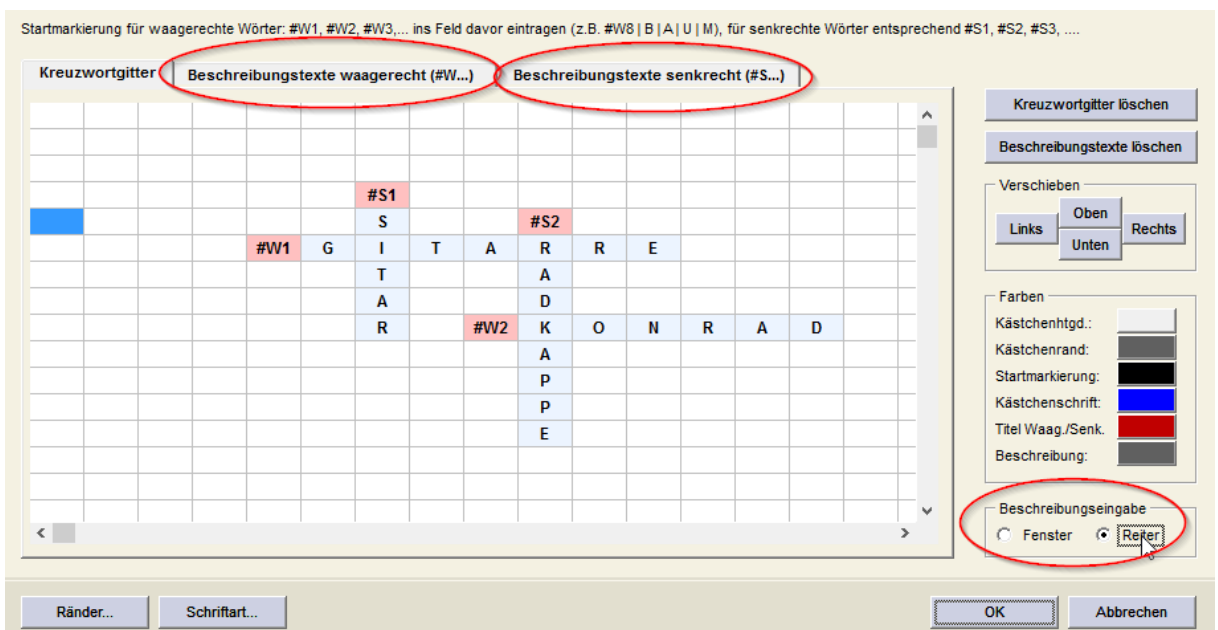 Startmarkierung für waagerechte Wörter: #W1, #W2, #W3,... ins Feld davor eintragen (z.B. #W8 | B | A | U | M), für senkrechte Wörter entsprechend #S1, #S2, #S3, ....
Kreuzwortgitter Beschreibungstexte waagerecht (#W...) Beschreibungstexte senkrecht (#S...)
#S1
S #S2
#W1 G I T A R R E
T A
A D
R #W2 K O N R A D
A
P
P
E
Kreuzwortgitter löschen
Beschreibungstexte löschen
Verschieben
Oben
Links Rechts
Unten
Farben
Kästchenhtgd.:
Kästchenrand:
Startmarkierung:
Kästchenschrift:
Titel Waag./Senk.
Beschreibung:
Beschreibungseingabe
Fenster Reiter
Ränder... Schriftart... OK Abbrechen